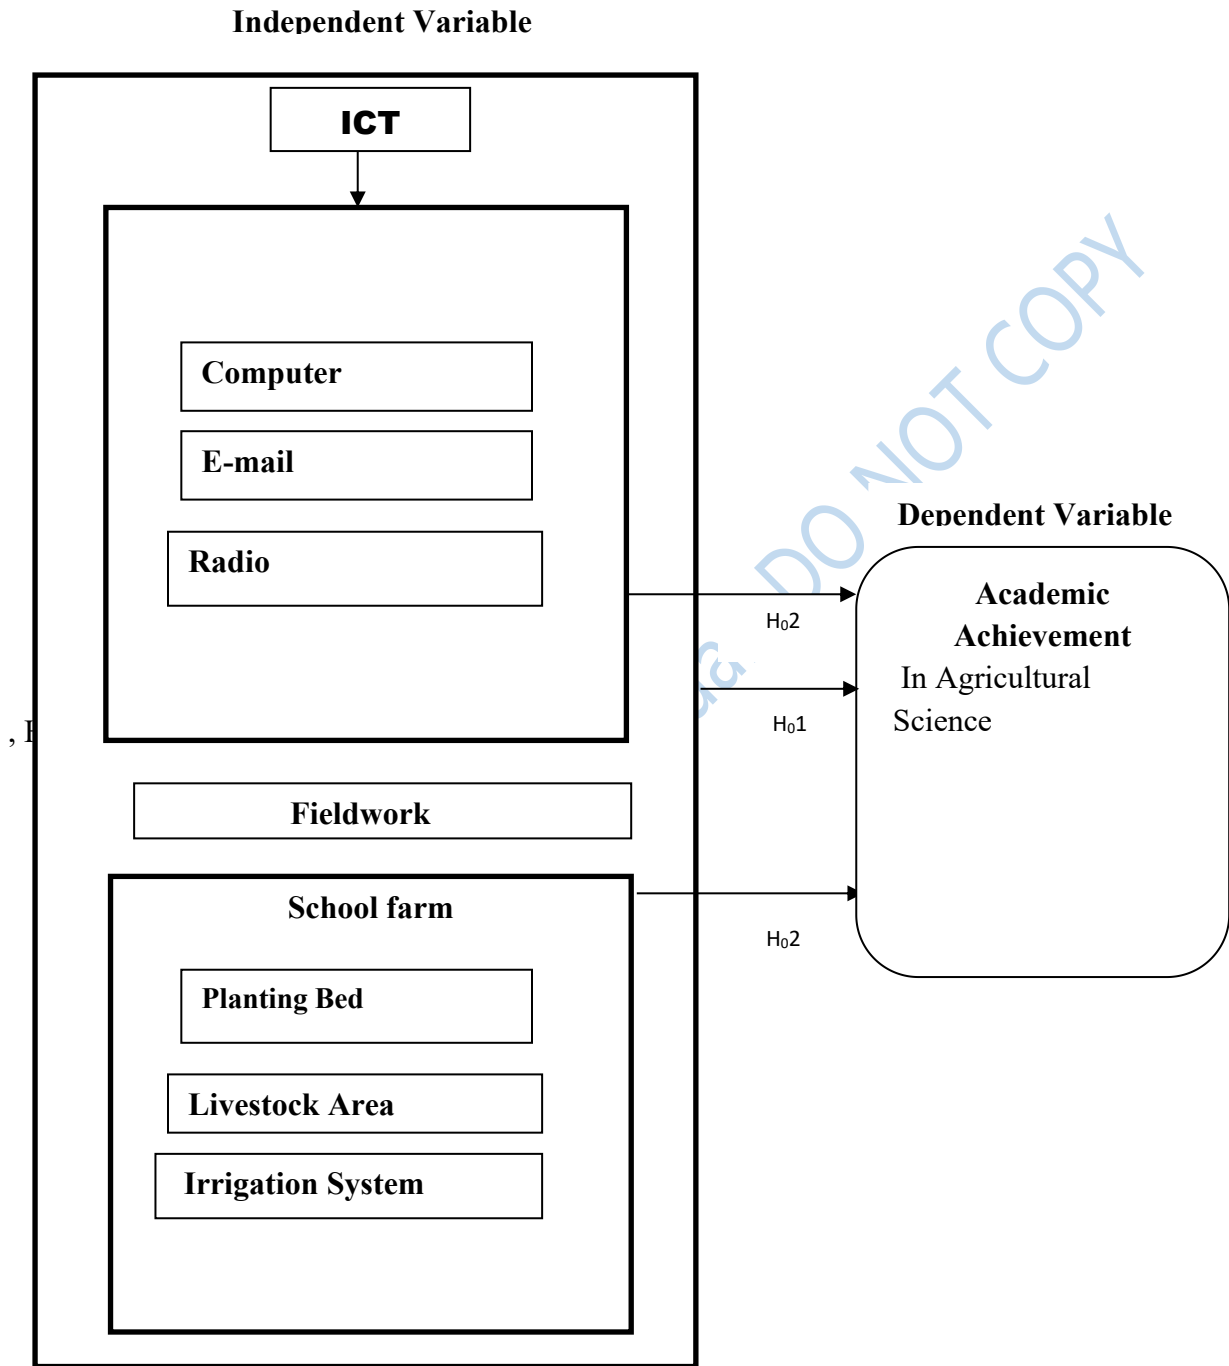 Independent Variable
ICT
Computer
E-mail
Radio
Fieldwork
School farm
Planting Bed
Livestock Area
Irrigation System
H₀2
H₀1
H₀2
Dependent Variable
Academic
Achievement
In Agricultural
Science
DO NOT COPY